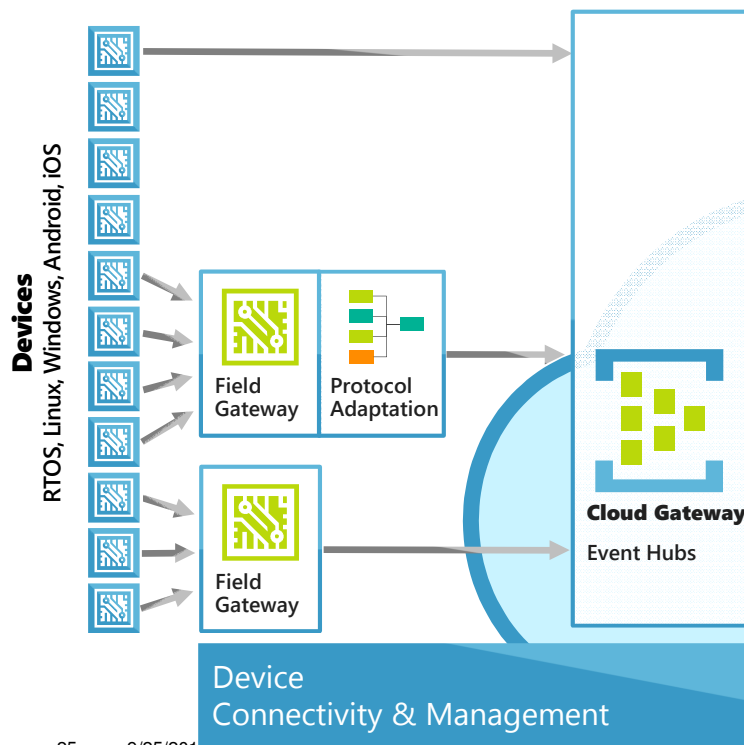 Devices
RTOS, Linux, Windows, Android, iOS
Field
Gateway
Protocol
Adaptation
Field
Gateway
Cloud Gateway
Event Hubs
Device
Connectivity & Management